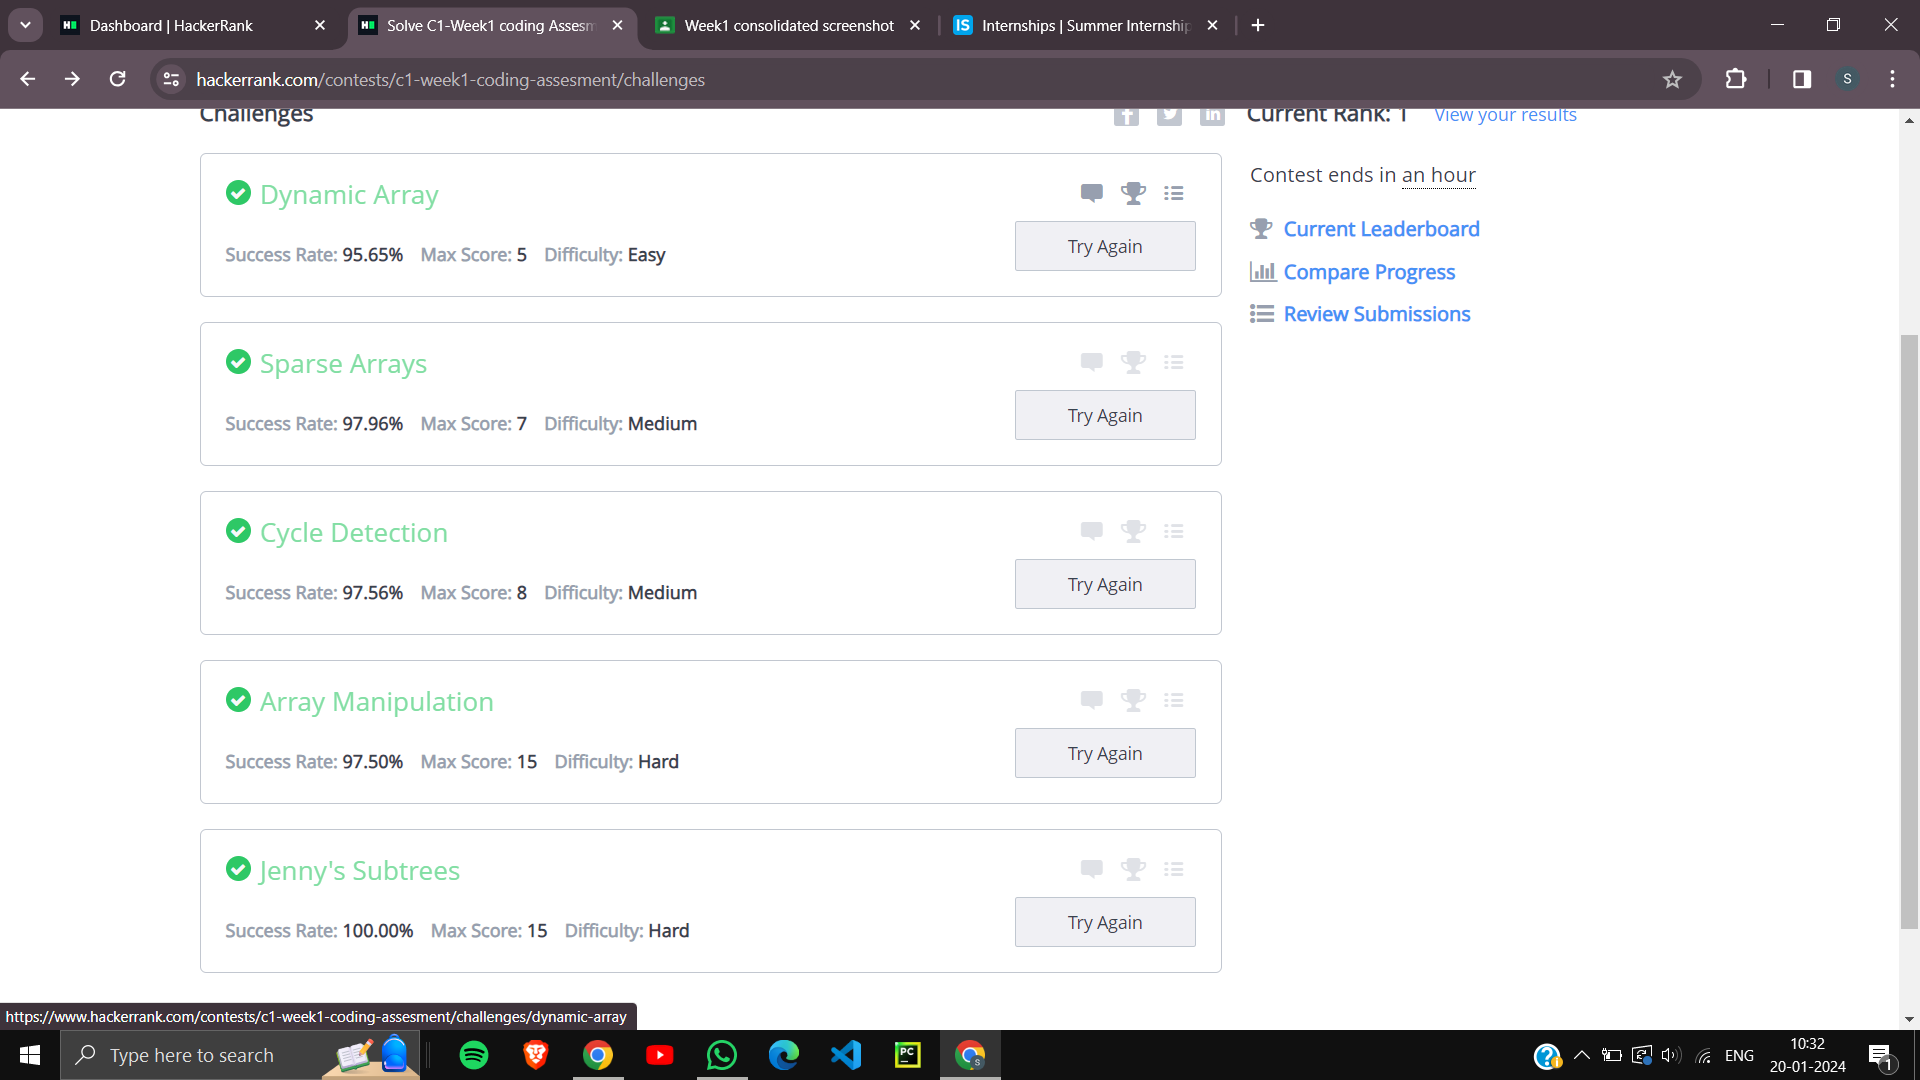 Dashboard | HackerRank
Solve C1-Week1 coding Assesm
Week1 consolidated screenshot
IS
Internships | Summer Internship
hackerrank.com/contests/c1-week1-coding-assesment/challenges
S
Challenges
Current Rank: 1
View your results
Dynamic Array
Success Rate: 95.65% Max Score: 5 Difficulty: Easy
Try Again
Contest ends in an hour
Current Leaderboard
Compare Progress
Review Submissions
Sparse Arrays
Success Rate: 97.96% Max Score: 7 Difficulty: Medium
Try Again
Cycle Detection
Success Rate: 97.56% Max Score: 8 Difficulty: Medium
Try Again
Array Manipulation
Success Rate: 97.50% Max Score: 15 Difficulty: Hard
Try Again
Jenny's Subtrees
Success Rate: 100.00% Max Score: 15 Difficulty: Hard
Try Again
https://www.hackerrank.com/contests/c1-week1-coding-assesment/challenges/dynamic-array
Type here to search
PC
S
ENG
10:32
20-01-2024
1